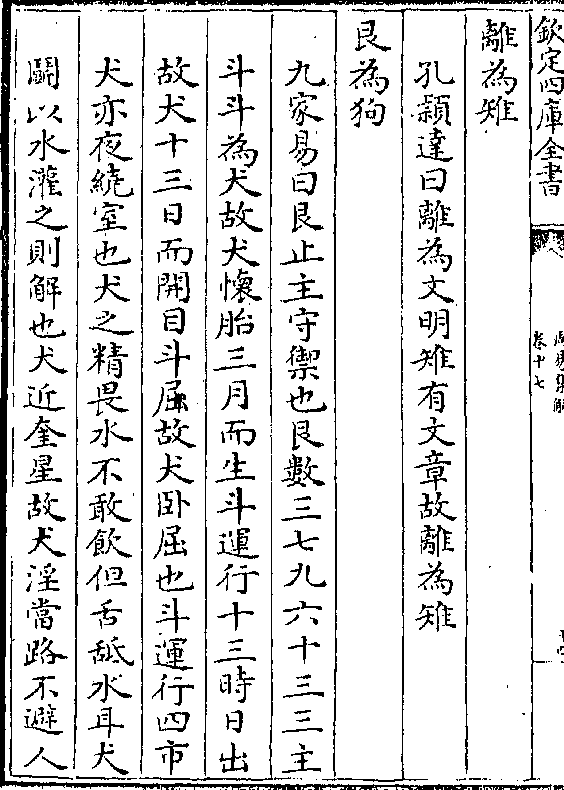 欽定四庫全書
周易集解
卷十七
離為雉
孔穎達曰離為文明雉有文章故離為雉
艮為狗
九家易曰艮止主守禦也艮數三七九六十三三主
斗斗為犬故犬懷胎三月而生斗運行十三時日出
故犬十三日而開目斗屈故犬卧屈也斗運行四帀
犬亦夜繞室也犬之精畏水不敢飲但舌舐水耳犬
鬬以水灌之則解也犬近奎星故犬淫當路不避人